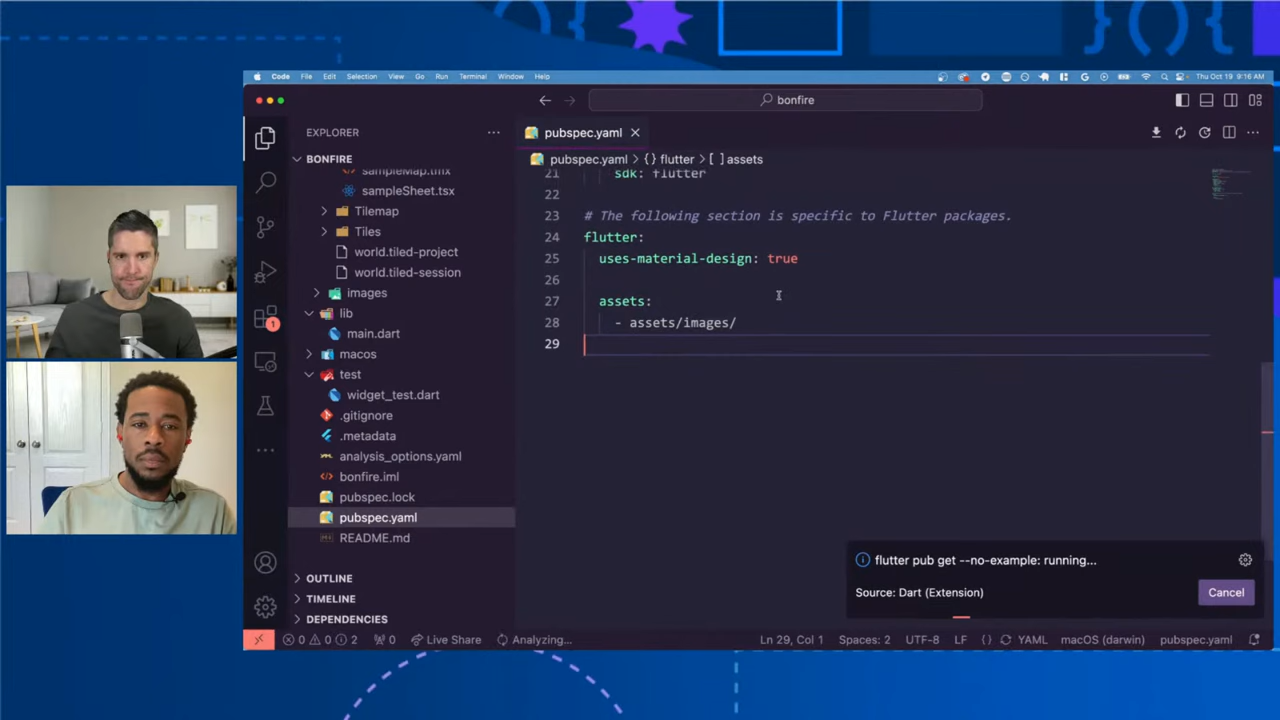 Code File Edit Selection View Go Run Terminal Window Help
Thu Oct 19 9:16 AM
bonfire
EXPLORER
pubspec.yaml
BONFIRE
pubspec.yaml > { } flutter > [ ] assets
sampleMap.tmx
sampleSheet.tsx
Tilemap
Tiles
world.tiled-project
world.tiled-session
images
lib
main.dart
macos
test
widget_test.dart
.gitignore
.metadata
analysis_options.yaml
bonfire.iml
pubspec.lock
pubspec.yaml
README.md
OUTLINE
TIMELINE
DEPENDENCIES
1
21 sdk: flutter
22
23 # The following section is specific to Flutter packages.
24 flutter:
25 uses-material-design: true
26
27 assets:
28 - assets/images/
29
flutter pub get --no-example: running...
Source: Dart (Extension)
Cancel
0 0 2 0 Live Share Analyzing... Ln 29, Col 1 Spaces: 2 UTF-8 LF { } YAML macOS (darwin) pubspec.yaml